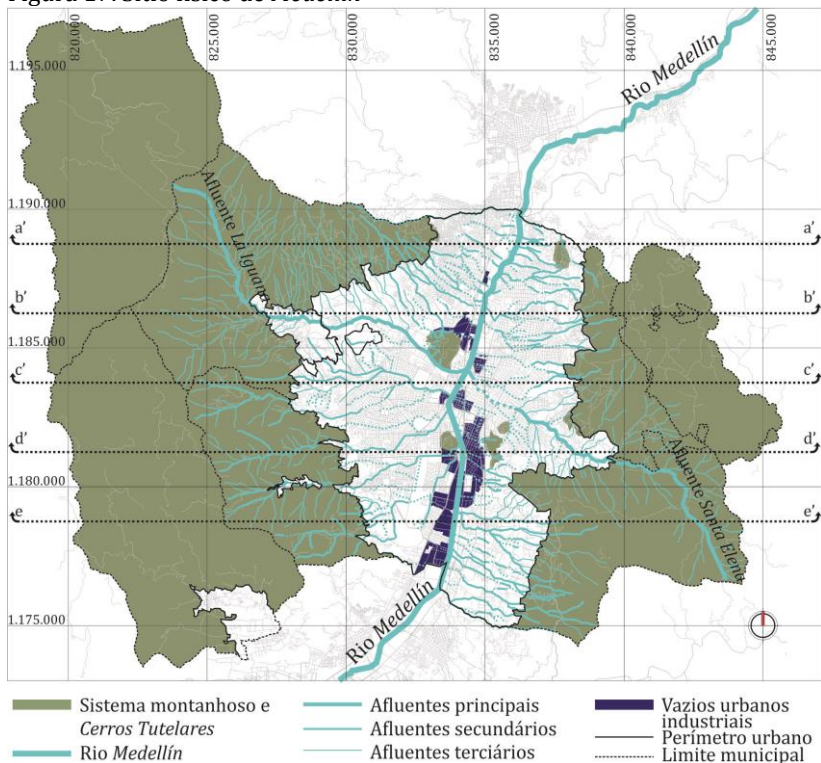 Figura físico de Medellín
820.000
825.000
830.000
835.000
840.000
845.000
1.195.000
Rio Medellín
1.190.000
Afluente La Iguan
a' a'
b' b'
1.185.000
c' c'
d' d'
1.180.000
Afluente Santa Elena
e e'
1.175.000
Rio Medellín
Sistema montanhoso e
Cerros Tutelares
Rio Medellín
Afluentes principais
Afluentes secundários
Afluentes terciários
Vazios urbanos
industriais
Perímetro urbano
Limite municipal